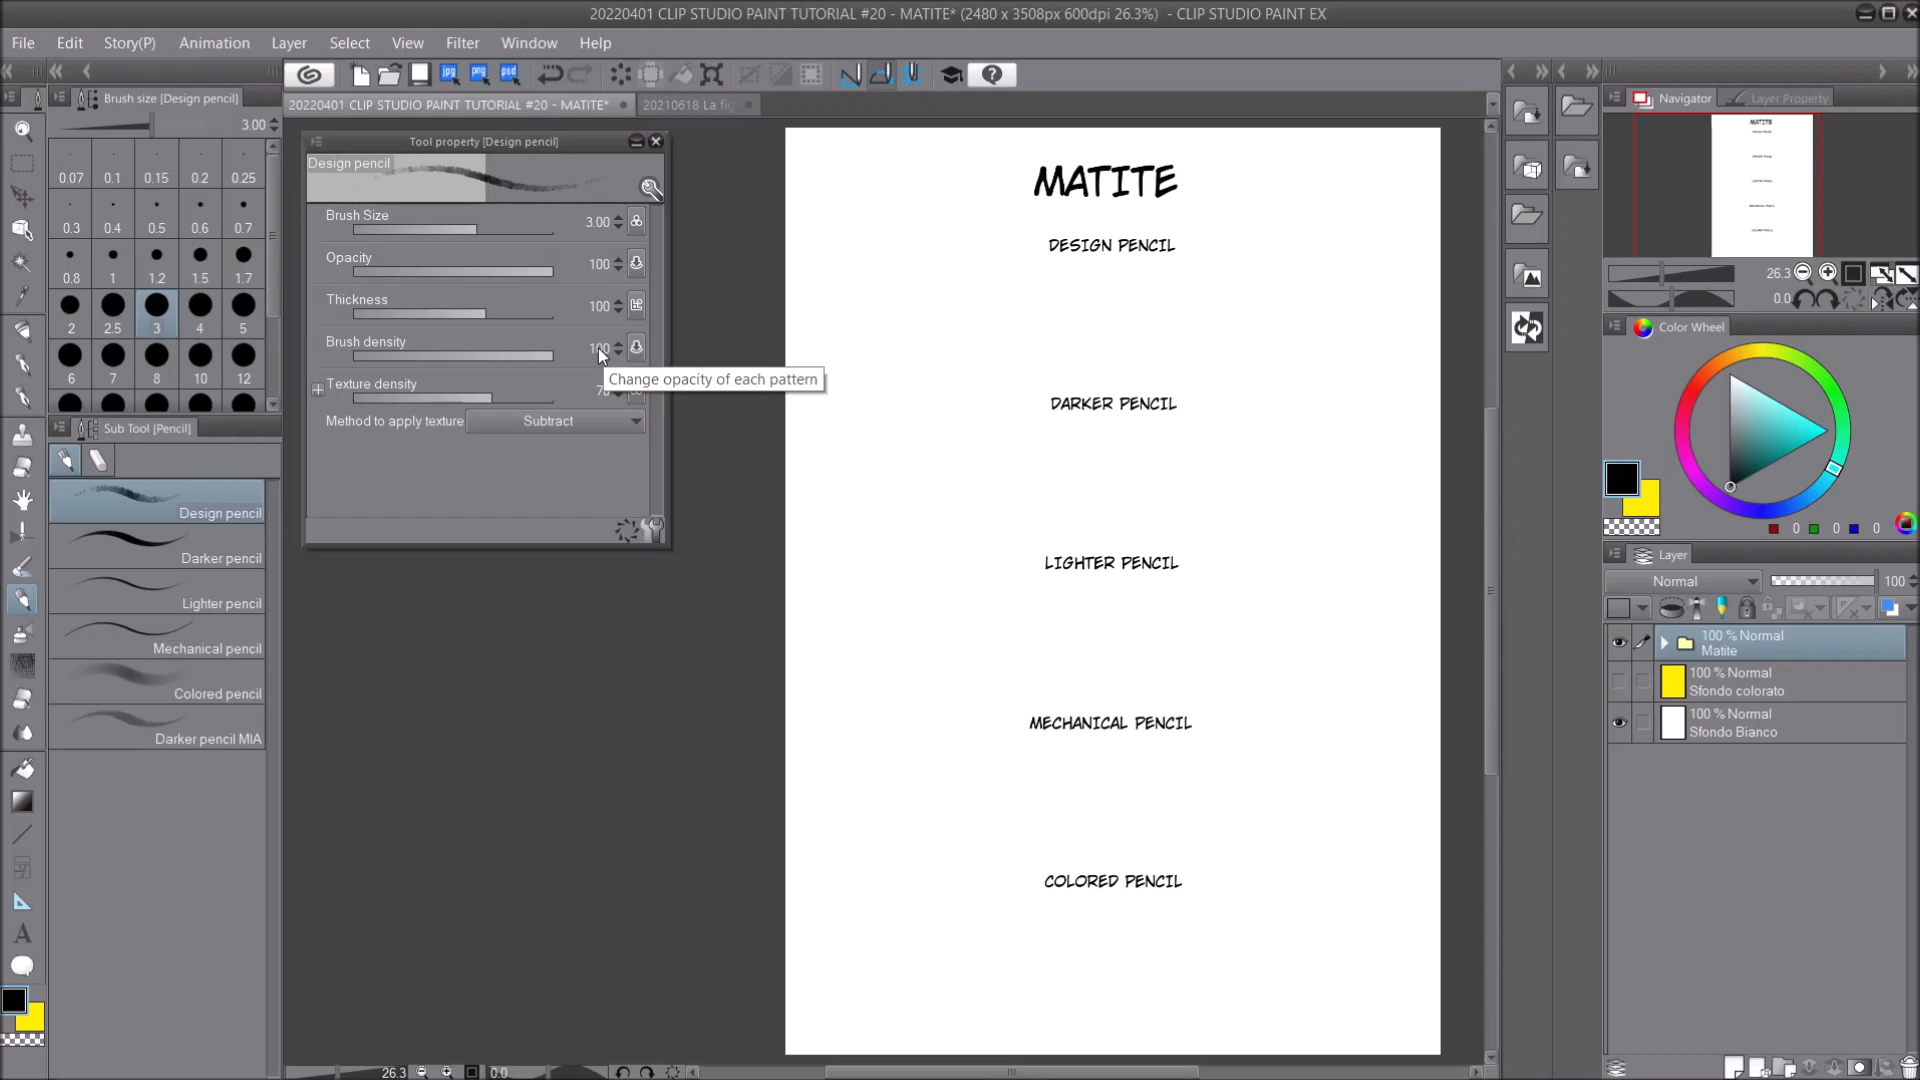 20220401 CLIP STUDIO PAINT TUTORIAL #20 - MATITE* (2480 x 3508px 600dpi 26.3%) - CLIP STUDIO PAINT EX
File Edit Story(P) Animation Layer Select View Filter Window Help
jpg png psd
20220401 CLIP STUDIO PAINT TUTORIAL #20 - MATITE* 20210618 La fi
Brush size [Design pencil]
3.00
0.07 0.1 0.15 0.2 0.25
0.3 0.4 0.5 0.6 0.7
0.8 1 1.2 1.5 1.7
2 2.5 3 4 5
6 7 8 10 12
Sub Tool [Pencil]
Design pencil
Darker pencil
Lighter pencil
Mechanical pencil
Colored pencil
Darker pencil MIA
Tool property [Design pencil]
Design pencil
Brush Size 3.00
Opacity 100
Thickness 100
Brush density 100
Change opacity of each pattern
Texture density
Method to apply texture Subtract
MATITE
DESIGN PENCIL
DARKER PENCIL
LIGHTER PENCIL
MECHANICAL PENCIL
COLORED PENCIL
26.3 0.0
Navigator Layer Property
MATITE
26.3
0.0
Color Wheel
0 0 0
Layer
Normal 100
100 % Normal
Matite
100 % Normal
Sfondo colorato
100 % Normal
Sfondo Bianco